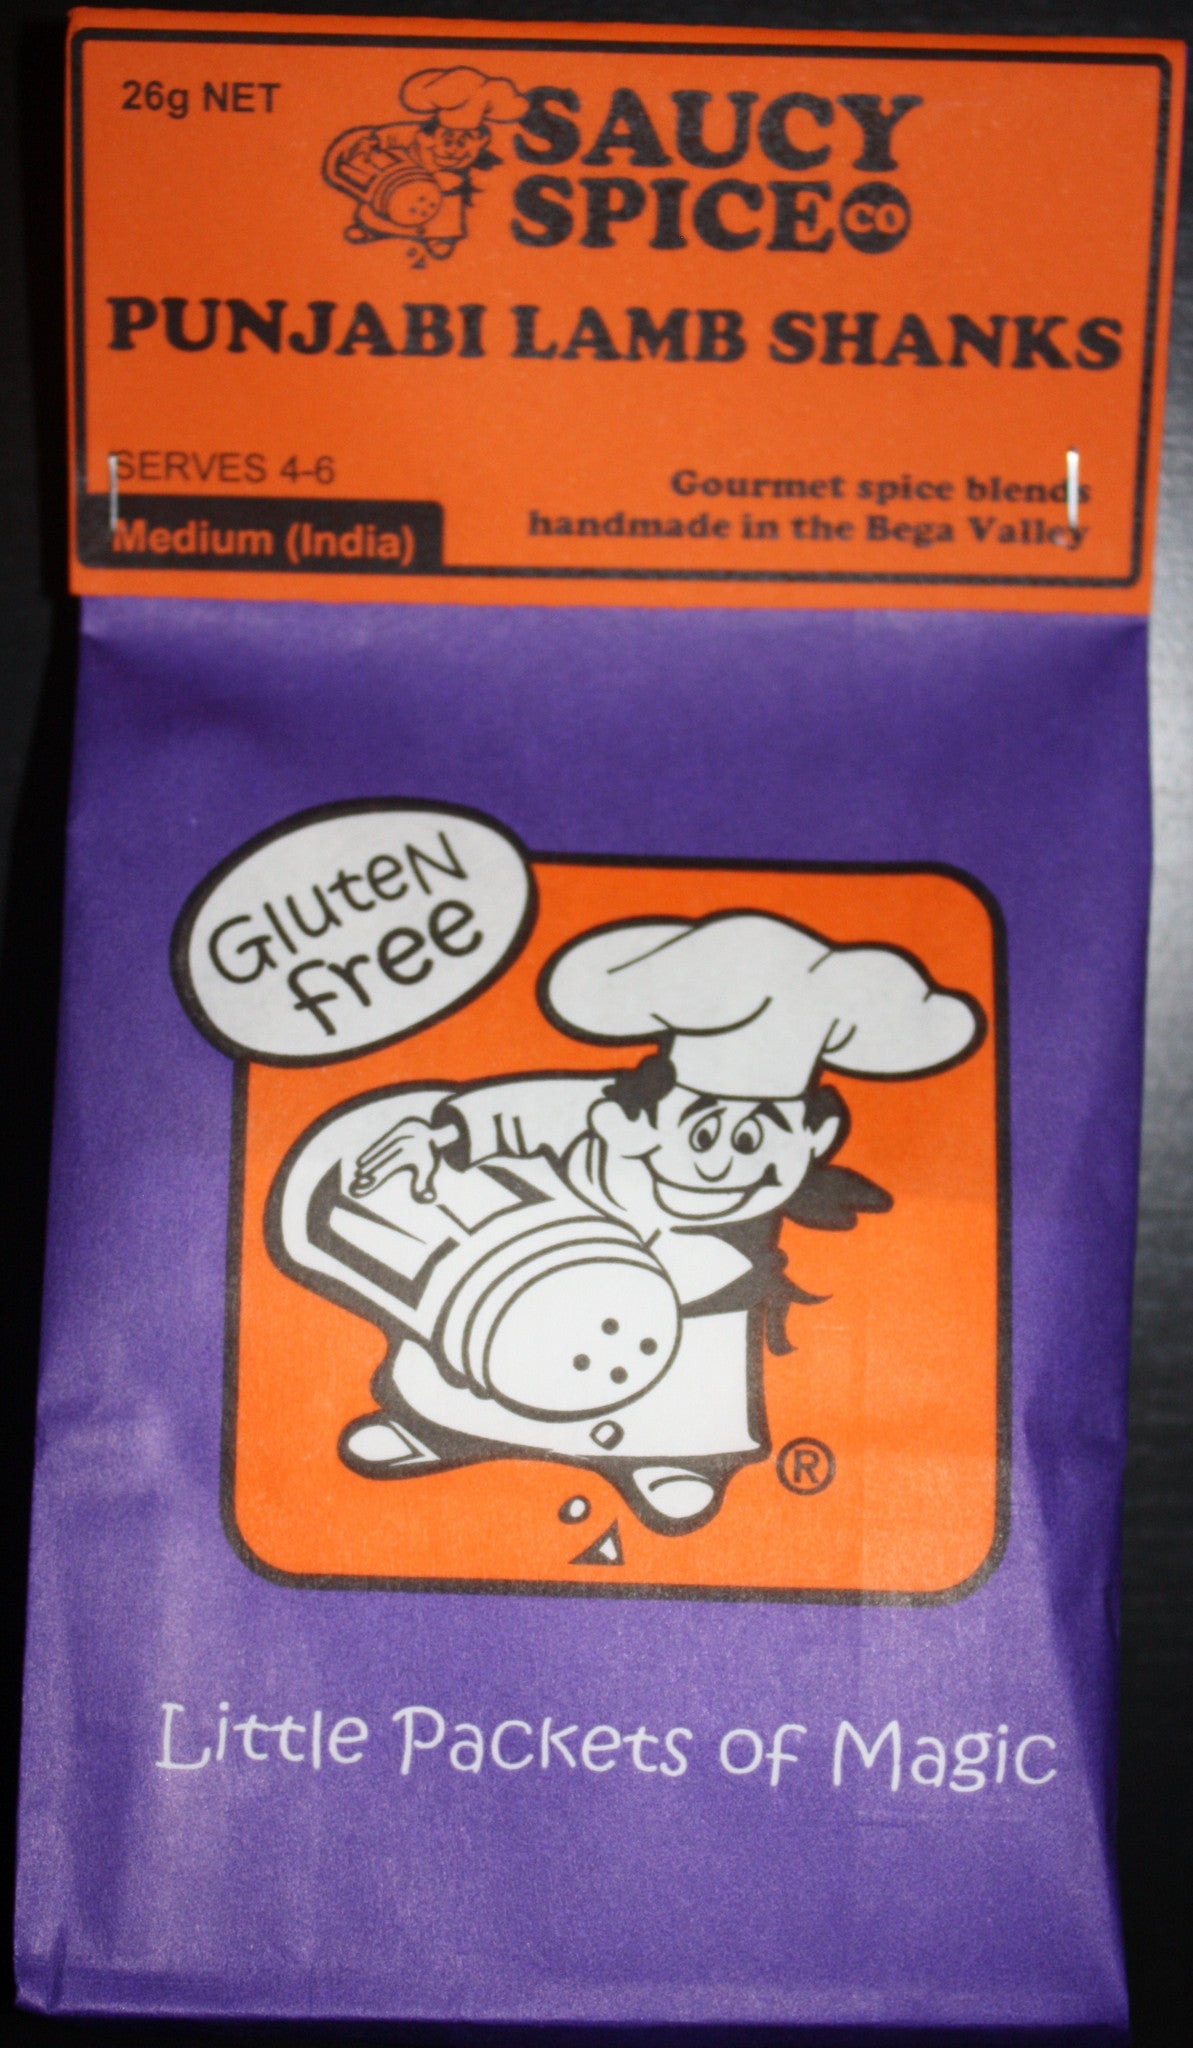 26g NET
SAUCY
SPICE CO
PUNJABI LAMB SHANKS
SERVES 4-6
Medium (India)
Gourmet spice blends
handmade in the Bega Valley
Gluten
free
®
Little Packets of Magic